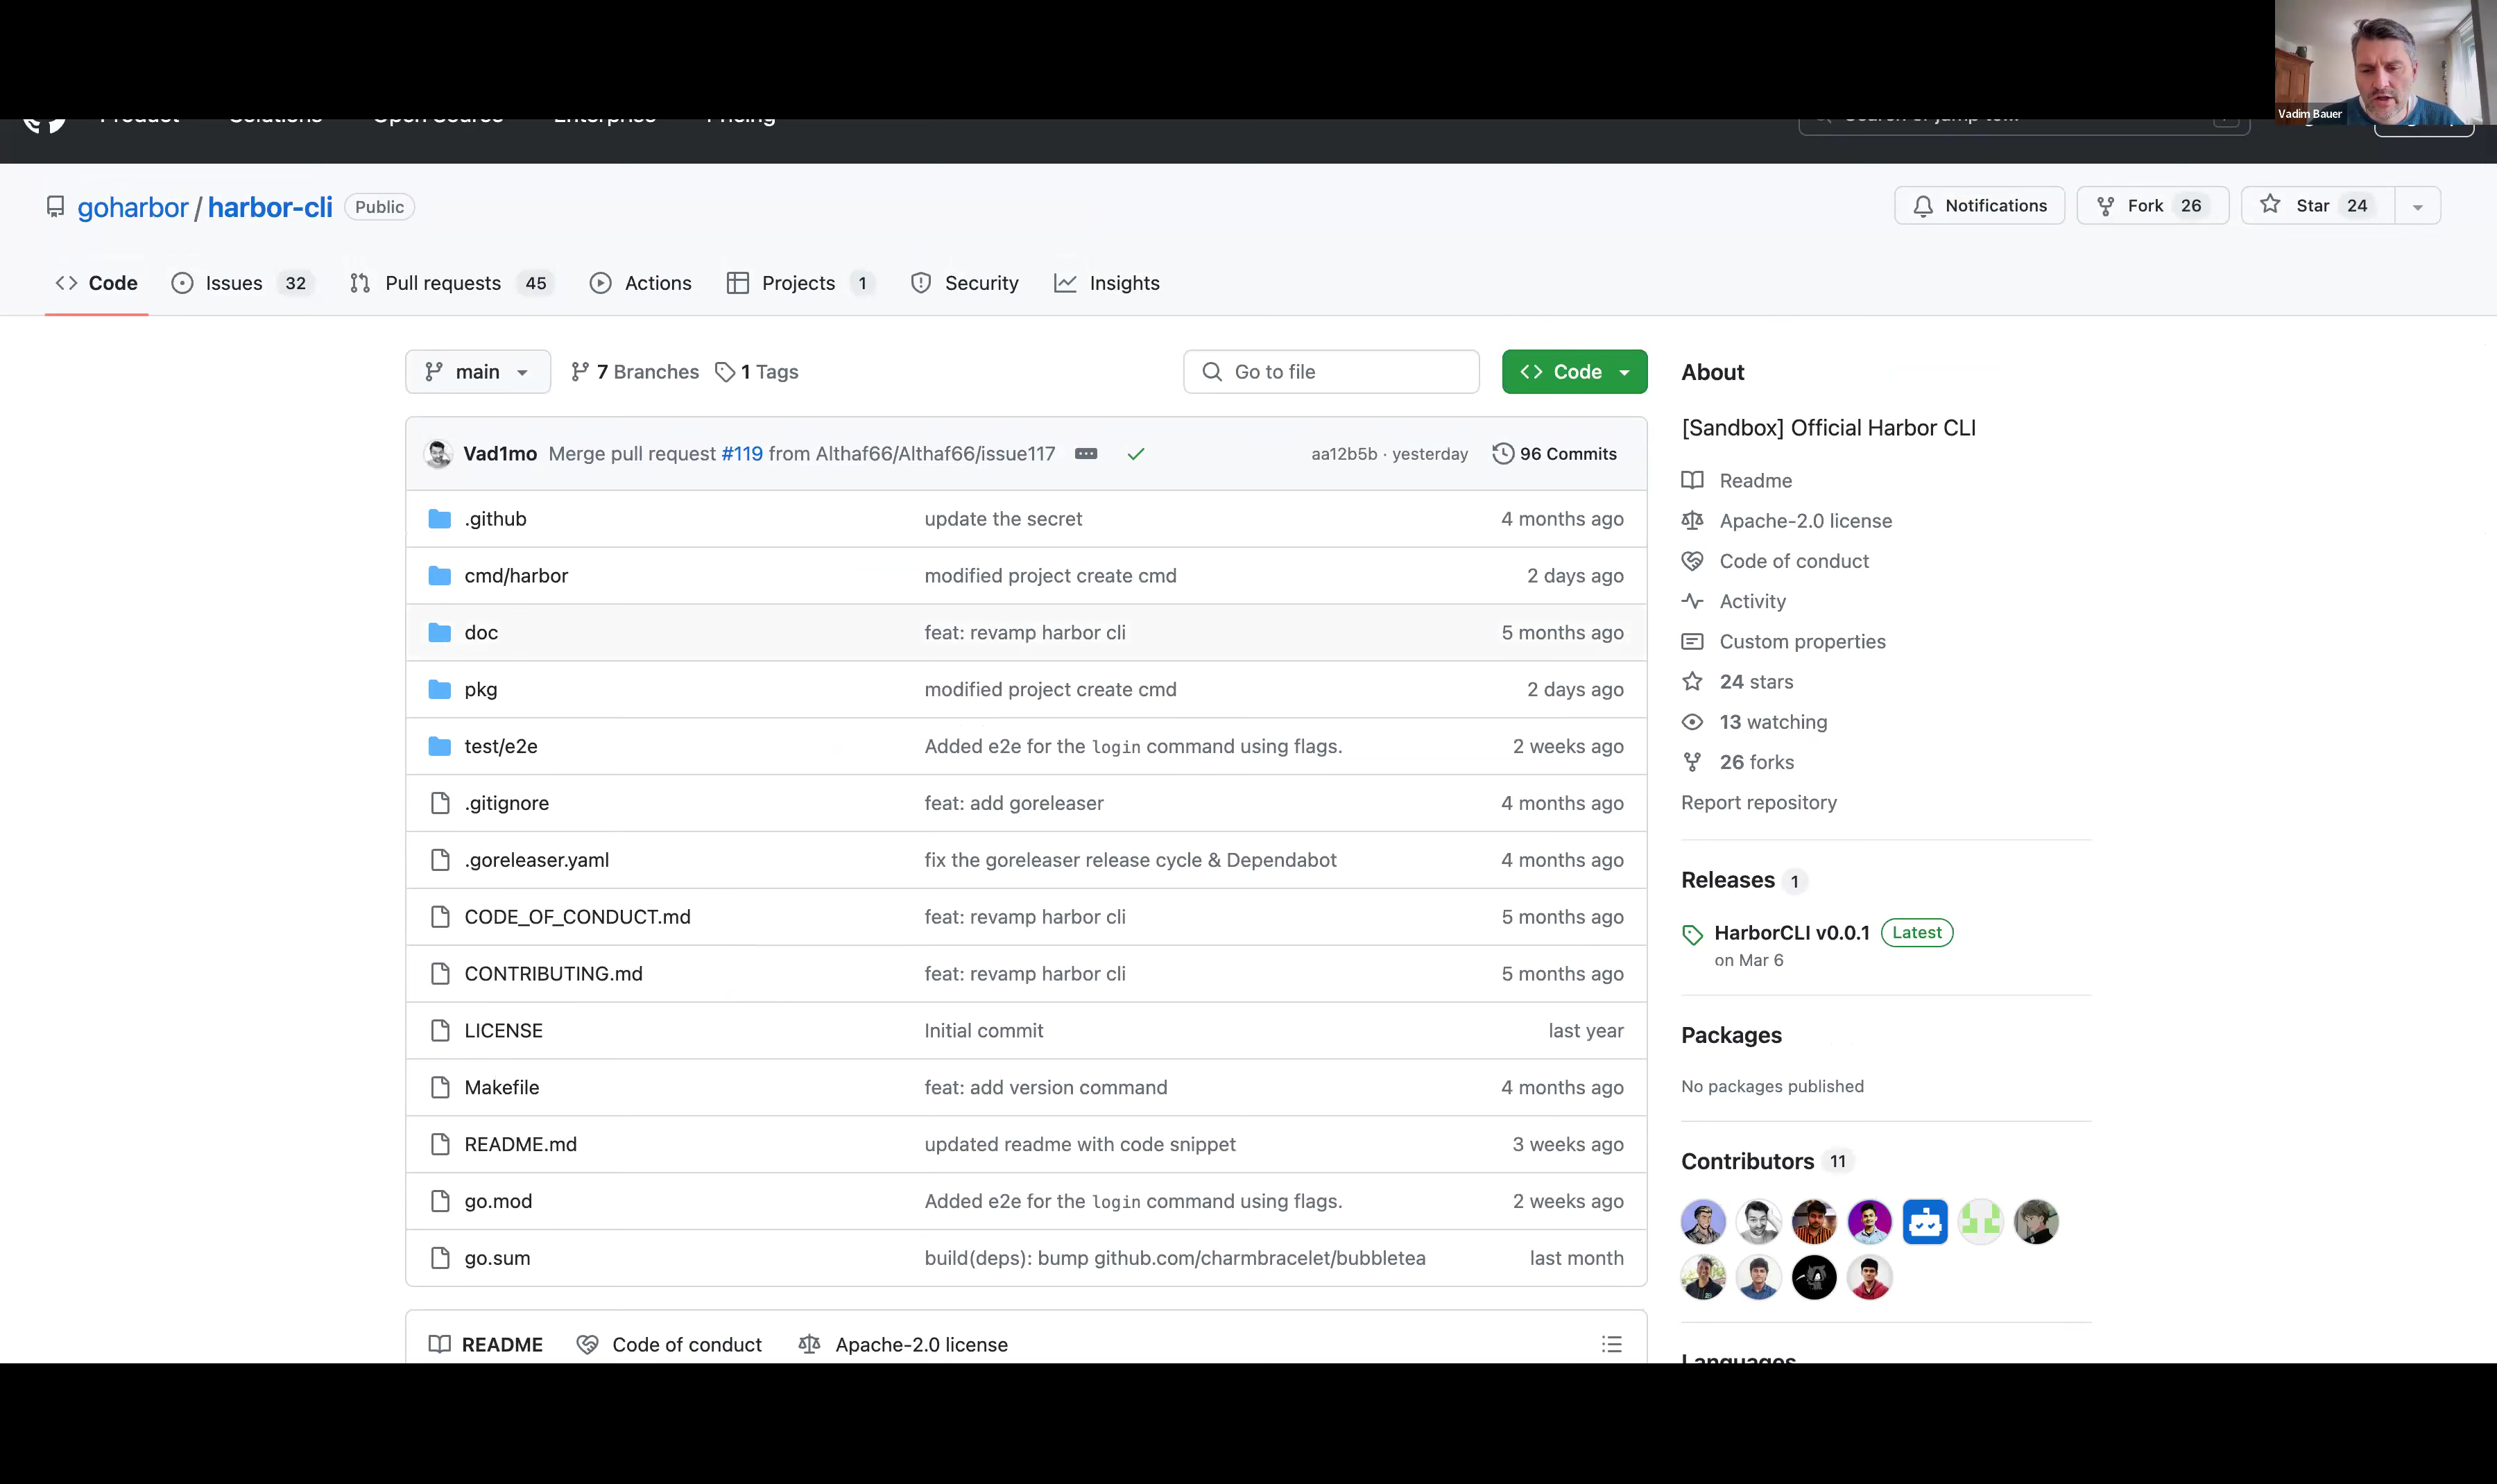 Vadim Bauer
Product Solutions Open Source Enterprise Pricing
Search or jump to...
goharbor / harbor-cli Public
Notifications Fork 26 Star 24
Code Issues 32 Pull requests 45 Actions Projects 1 Security Insights
main 7 Branches 1 Tags Go to file Code
Vad1mo Merge pull request #119 from Althaf66/Althaf66/issue117 aa12b5b · yesterday 96 Commits
.github update the secret 4 months ago
cmd/harbor modified project create cmd 2 days ago
doc feat: revamp harbor cli 5 months ago
pkg modified project create cmd 2 days ago
test/e2e Added e2e for the login command using flags. 2 weeks ago
.gitignore feat: add goreleaser 4 months ago
.goreleaser.yaml fix the goreleaser release cycle & Dependabot 4 months ago
CODE_OF_CONDUCT.md feat: revamp harbor cli 5 months ago
CONTRIBUTING.md feat: revamp harbor cli 5 months ago
LICENSE Initial commit last year
Makefile feat: add version command 4 months ago
README.md updated readme with code snippet 3 weeks ago
go.mod Added e2e for the login command using flags. 2 weeks ago
go.sum build(deps): bump github.com/charmbracelet/bubbletea last month
README Code of conduct Apache-2.0 license
About
[Sandbox] Official Harbor CLI
Readme
Apache-2.0 license
Code of conduct
Activity
Custom properties
24 stars
13 watching
26 forks
Report repository
Releases 1
HarborCLI v0.0.1 Latest
on Mar 6
Packages
No packages published
Contributors 11
Languages